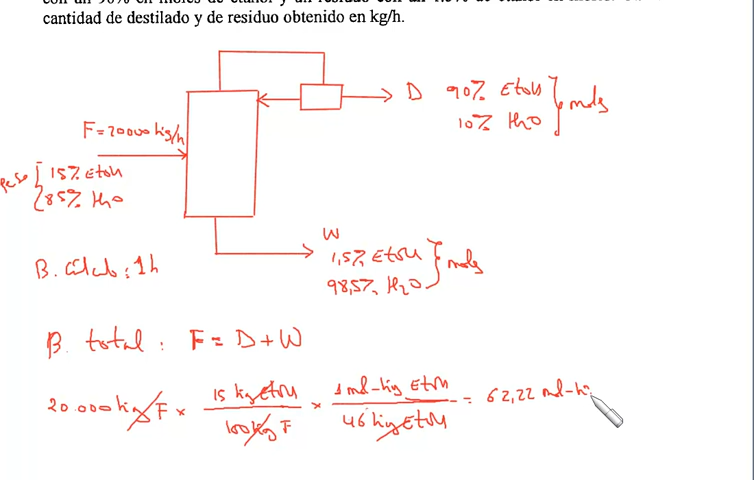 cantidad de destilado y de residuo obtenido en kg/h.
D 90% EtOH
10% H2O
moles
F = 20000 kg/h
peso
15% EtOH
85% H2O
W
1,5% EtOH
98,5% H2O
moles
B. cálculo: 1h
B. total: F = D + W
20.000 kg F x 15 kg EtOH / 100 kg F x 1 mol-kg EtOH / 46 kg EtOH = 62,22 mol-k